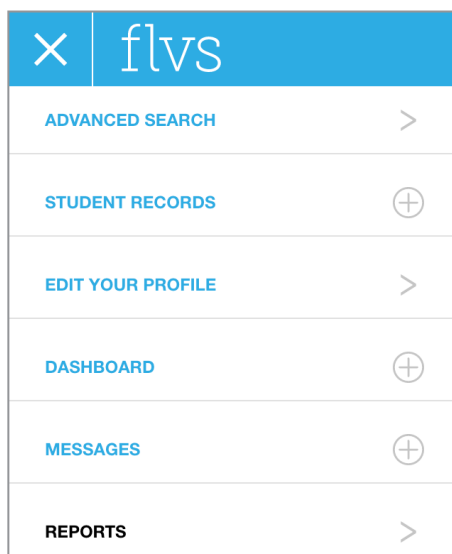 flvs
ADVANCED SEARCH
STUDENT RECORDS
EDIT YOUR PROFILE
DASHBOARD
MESSAGES
REPORTS